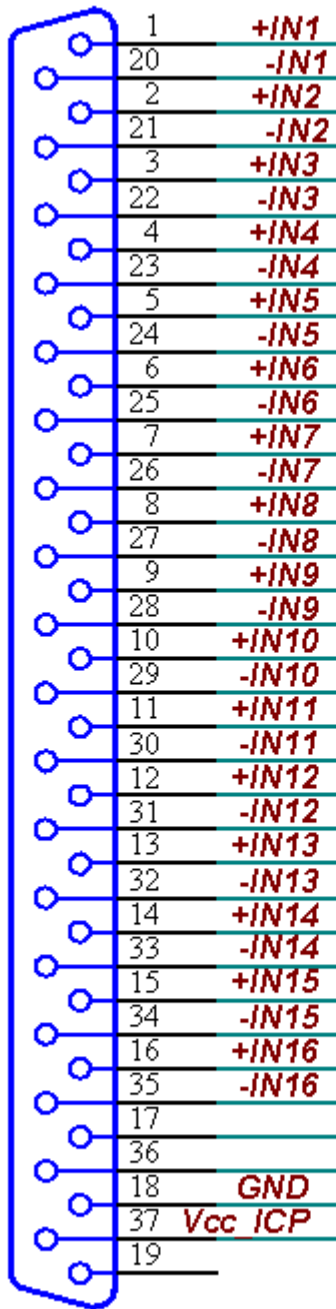 1 +IN1
20 -IN1
2 +IN2
21 -IN2
3 +IN3
22 -IN3
4 +IN4
23 -IN4
5 +IN5
24 -IN5
6 +IN6
25 -IN6
7 +IN7
26 -IN7
8 +IN8
27 -IN8
9 +IN9
28 -IN9
10 +IN10
29 -IN10
11 +IN11
30 -IN11
12 +IN12
31 -IN12
13 +IN13
32 -IN13
14 +IN14
33 -IN14
15 +IN15
34 -IN15
16 +IN16
35 -IN16
17
36
18 GND
37 Vcc_ICP
19